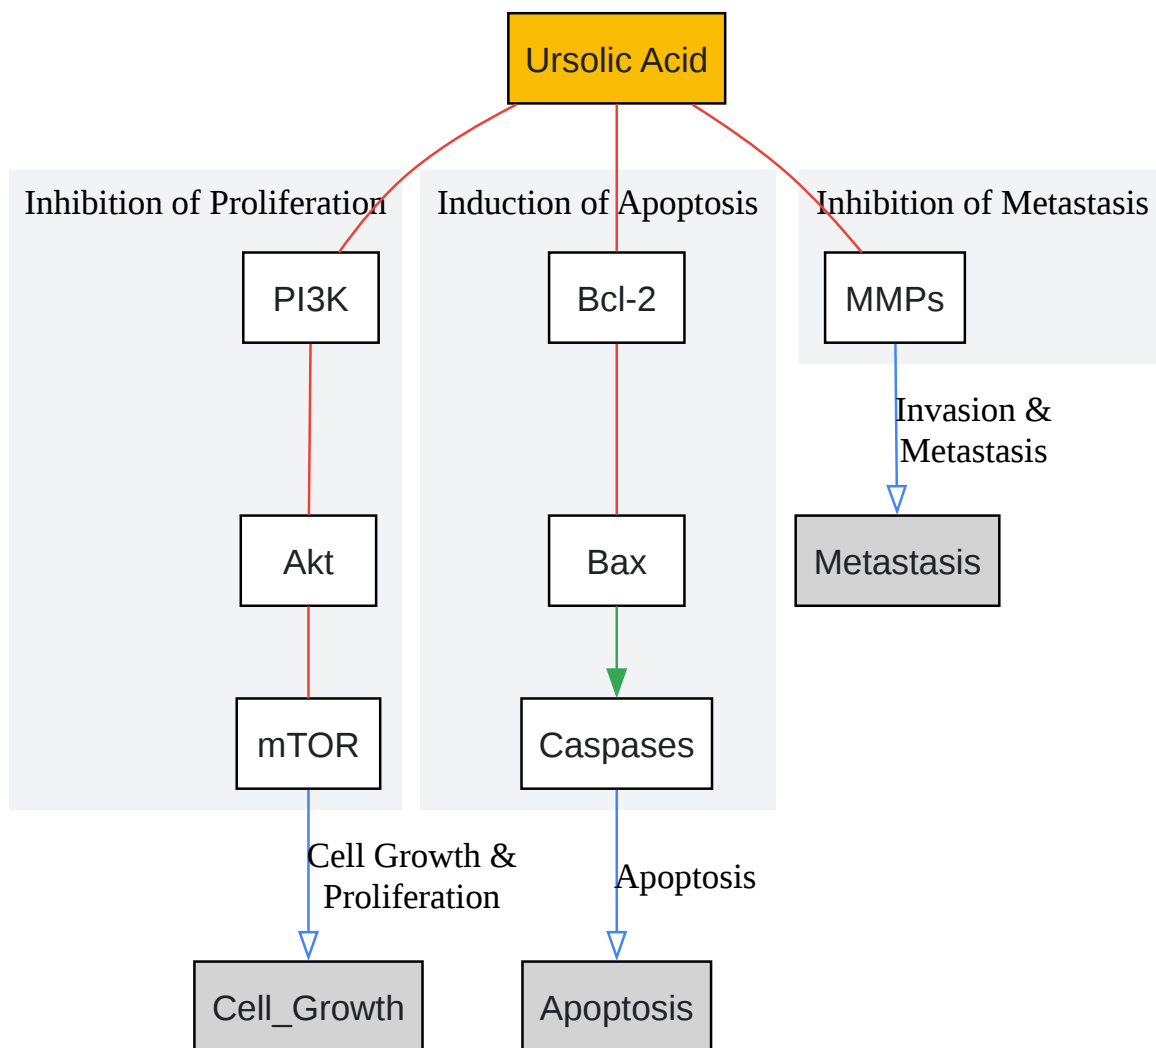 Ursolic Acid
Inhibition of Proliferation
Induction of Apoptosis
Inhibition of Metastasis
PI3K
Bcl-2
MMPs
Invasion &
Metastasis
Akt
Bax
Metastasis
mTOR
Caspases
Cell Growth &
Proliferation
Apoptosis
Cell_Growth
Apoptosis